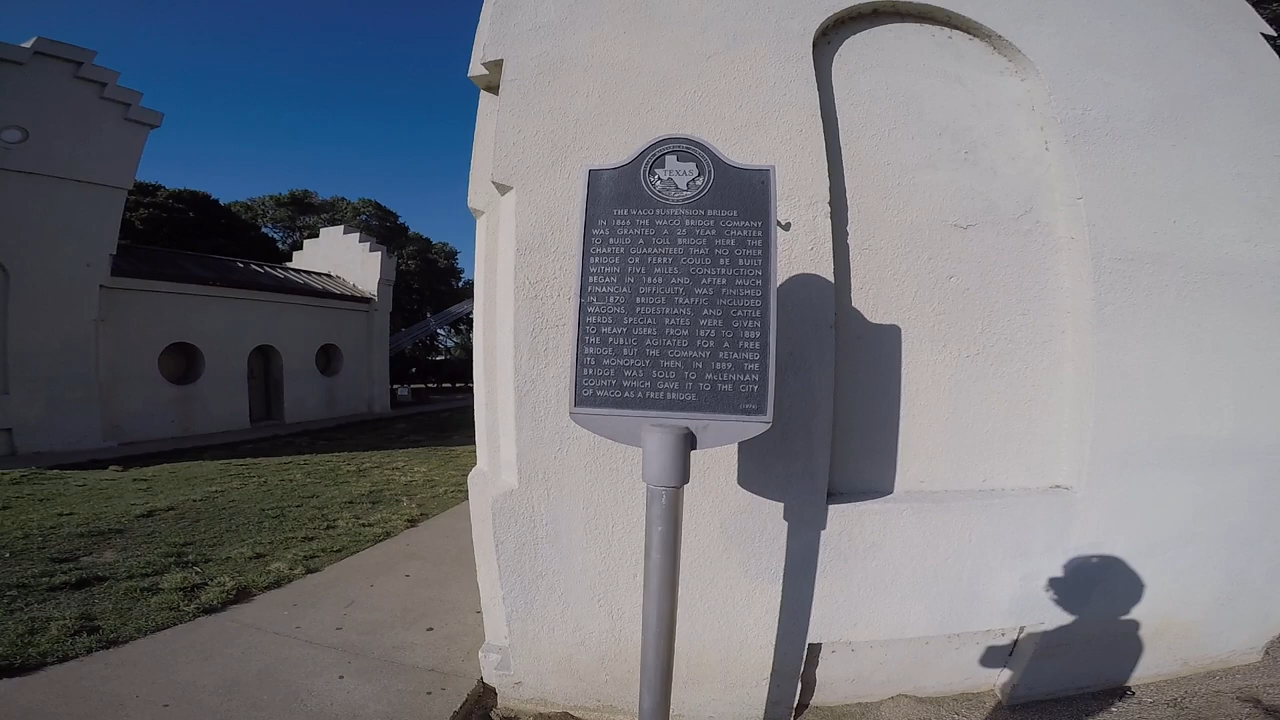 TEXAS
THE WACO SUSPENSION BRIDGE
IN 1866 THE WACO BRIDGE COMPANY
WAS GRANTED A 25 YEAR CHARTER
TO BUILD A TOLL BRIDGE HERE. THE
CHARTER GUARANTEED THAT NO OTHER
BRIDGE OR FERRY COULD BE BUILT
WITHIN FIVE MILES. CONSTRUCTION
BEGAN IN 1868 AND, AFTER MUCH
FINANCIAL DIFFICULTY, WAS FINISHED
IN 1870. BRIDGE TRAFFIC INCLUDED
WAGONS, PEDESTRIANS, AND CATTLE
HERDS. SPECIAL RATES WERE GIVEN
TO HEAVY USERS. FROM 1875 TO 1889
THE PUBLIC AGITATED FOR A FREE
BRIDGE, BUT THE COMPANY RETAINED
ITS MONOPOLY. THEN, IN 1889, THE
BRIDGE WAS SOLD TO McLENNAN
COUNTY WHICH GAVE IT TO THE CITY
OF WACO AS A FREE BRIDGE.
(1976)